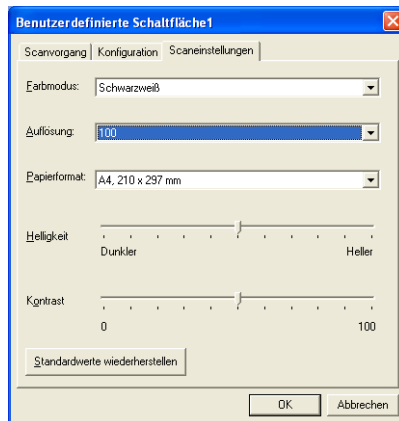 Benutzerdefinierte Schaltfläche1
Scanvorgang Konfiguration Scaneinstellungen
Farbmodus: Schwarzweiß
Auflösung: 100
Papierformat: A4, 210 x 297 mm
Helligkeit
Dunkler Heller
Kontrast
0 100
Standardwerte wiederherstellen
OK Abbrechen